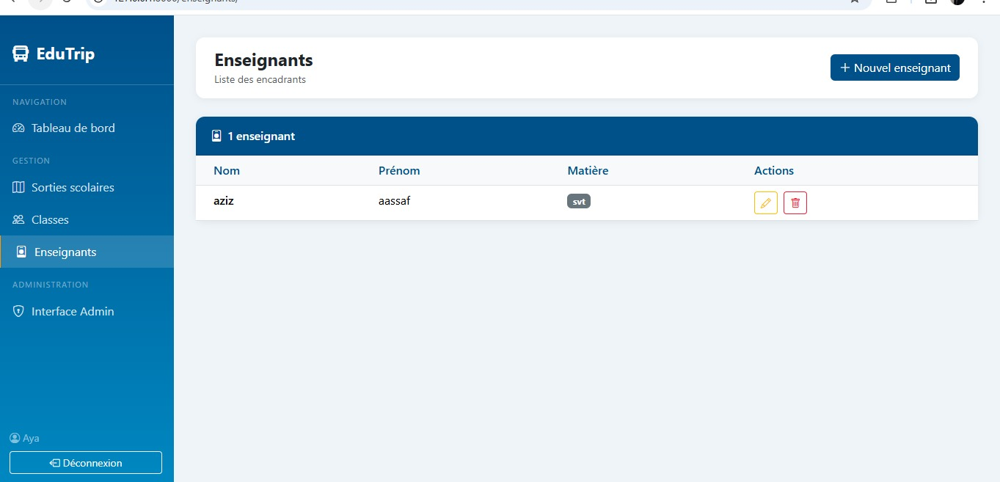 EduTrip
NAVIGATION
Tableau de bord
GESTION
Sorties scolaires
Classes
Enseignants
ADMINISTRATION
Interface Admin
Aya
Déconnexion
Enseignants
Liste des encadrants
+ Nouvel enseignant
1 enseignant
Nom Prénom Matière Actions
aziz aassaf svt